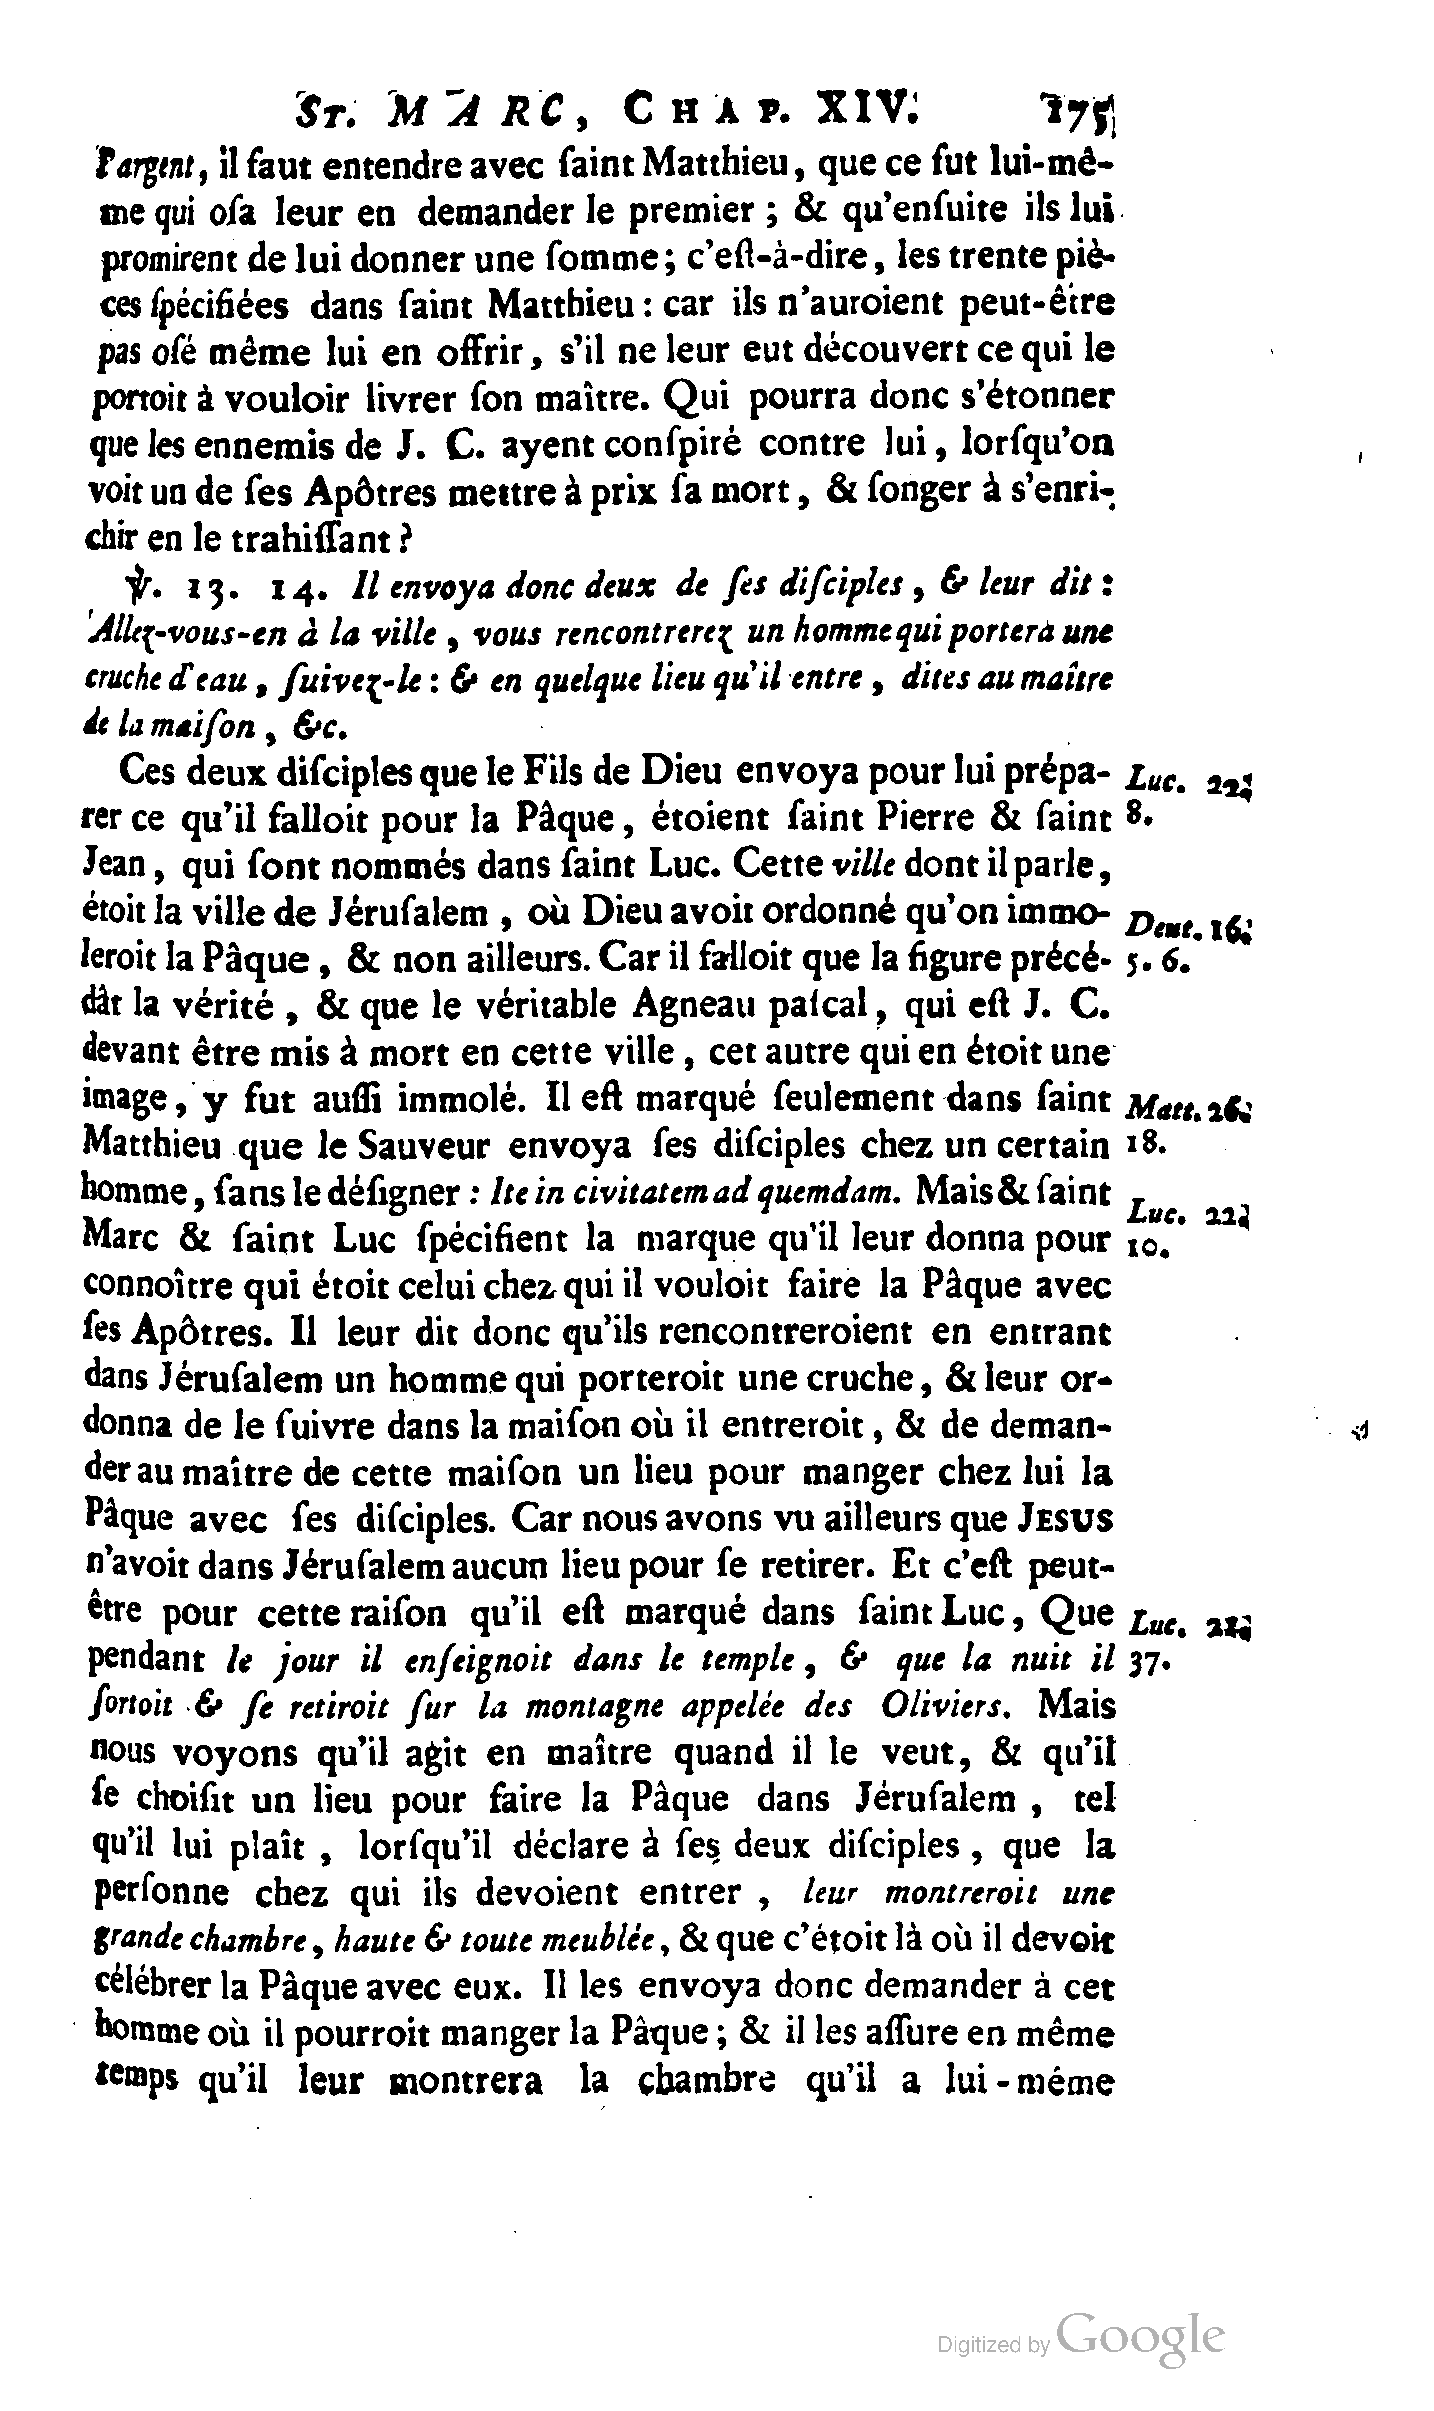 ST. MARC, CHAP. XIV. 175
l'argent, il faut entendre avec ſaint Matthieu, que ce fut lui-mê-
me qui oſa leur en demander le premier ; & qu'enſuite ils lui
promirent de lui donner une ſomme ; c'eſt-à-dire, les trente piè-
ces ſpécifiées dans ſaint Matthieu : car ils n'auroient peut-être
pas oſé même lui en offrir, s'il ne leur eut découvert ce qui le
portoit à vouloir livrer ſon maître. Qui pourra donc s'étonner
que les ennemis de J. C. ayent conſpiré contre lui, lorſqu'on
voit un de ſes Apôtres mettre à prix ſa mort, & ſonger à s'enri-
chir en le trahiſſant ?
℣. 13. 14. Il envoya donc deux de ſes diſciples, & leur dit :
Allez-vous-en à la ville, vous rencontrerez un homme qui portera une
cruche d'eau, ſuivez-le : & en quelque lieu qu'il entre, dites au maître
de la maiſon, &c.
Ces deux diſciples que le Fils de Dieu envoya pour lui prépa- Luc. 22.
rer ce qu'il falloit pour la Pâque, étoient ſaint Pierre & ſaint 8.
Jean, qui ſont nommés dans ſaint Luc. Cette ville dont il parle,
étoit la ville de Jéruſalem, où Dieu avoit ordonné qu'on immo- Deut. 16.
leroit la Pâque, & non ailleurs. Car il falloit que la figure précé- 5. 6.
dât la vérité, & que le véritable Agneau paſcal, qui eſt J. C.
devant être mis à mort en cette ville, cet autre qui en étoit une
image, y fut auſſi immolé. Il eſt marqué ſeulement dans ſaint Matt. 26.
Matthieu que le Sauveur envoya ſes diſciples chez un certain 18.
homme, ſans le déſigner : Ite in civitatem ad quemdam. Mais & ſaint Luc. 22.
Marc & ſaint Luc ſpécifient la marque qu'il leur donna pour 10.
connoître qui étoit celui chez qui il vouloit faire la Pâque avec
ſes Apôtres. Il leur dit donc qu'ils rencontreroient en entrant
dans Jéruſalem un homme qui porteroit une cruche, & leur or-
donna de le ſuivre dans la maiſon où il entreroit, & de deman-
der au maître de cette maiſon un lieu pour manger chez lui la
Pâque avec ſes diſciples. Car nous avons vu ailleurs que JESUS
n'avoit dans Jéruſalem aucun lieu pour ſe retirer. Et c'eſt peut-
être pour cette raiſon qu'il eſt marqué dans ſaint Luc, Que Luc. 21.
pendant le jour il enſeignoit dans le temple, & que la nuit il 37.
ſortoit & ſe retiroit ſur la montagne appelée des Oliviers. Mais
nous voyons qu'il agit en maître quand il le veut, & qu'il
ſe choiſit un lieu pour faire la Pâque dans Jéruſalem, tel
qu'il lui plaît, lorſqu'il déclare à ſes deux diſciples, que la
perſonne chez qui ils devoient entrer, leur montreroit une
grande chambre, haute & toute meublée, & que c'étoit là où il devoit
célébrer la Pâque avec eux. Il les envoya donc demander à cet
homme où il pourroit manger la Pâque ; & il les aſſure en même
temps qu'il leur montrera la chambre qu'il a lui-même
Digitized by Google